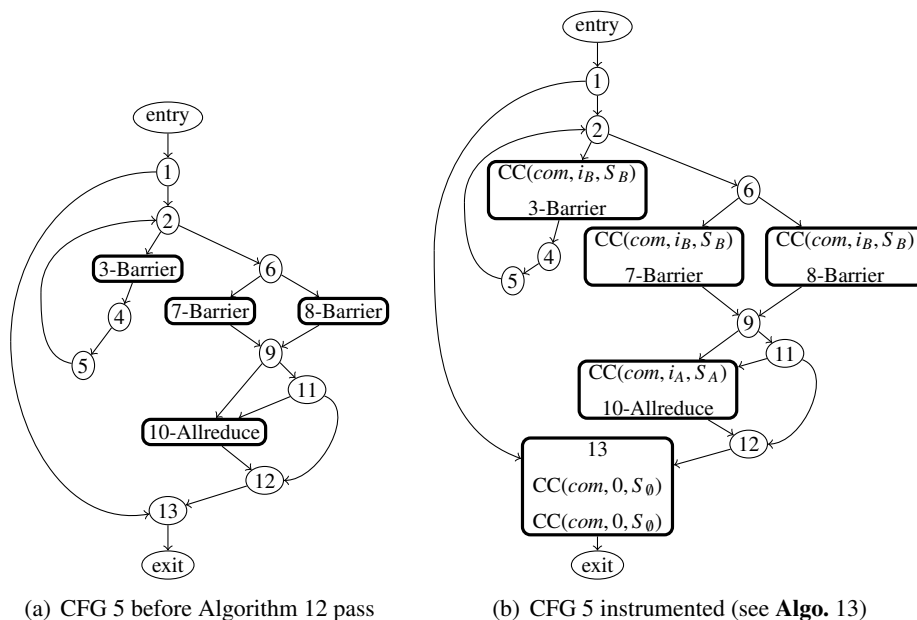 entry
1
2
3-Barrier
4
5
6
7-Barrier
8-Barrier
9
11
10-Allreduce
12
13
exit
(a) CFG 5 before Algorithm 12 pass
entry
1
2
CC(com, i_B, S_B)
3-Barrier
4
5
6
CC(com, i_B, S_B)
7-Barrier
CC(com, i_B, S_B)
8-Barrier
9
11
CC(com, i_A, S_A)
10-Allreduce
12
13
CC(com, 0, S_∅)
CC(com, 0, S_∅)
exit
(b) CFG 5 instrumented (see Algo. 13)